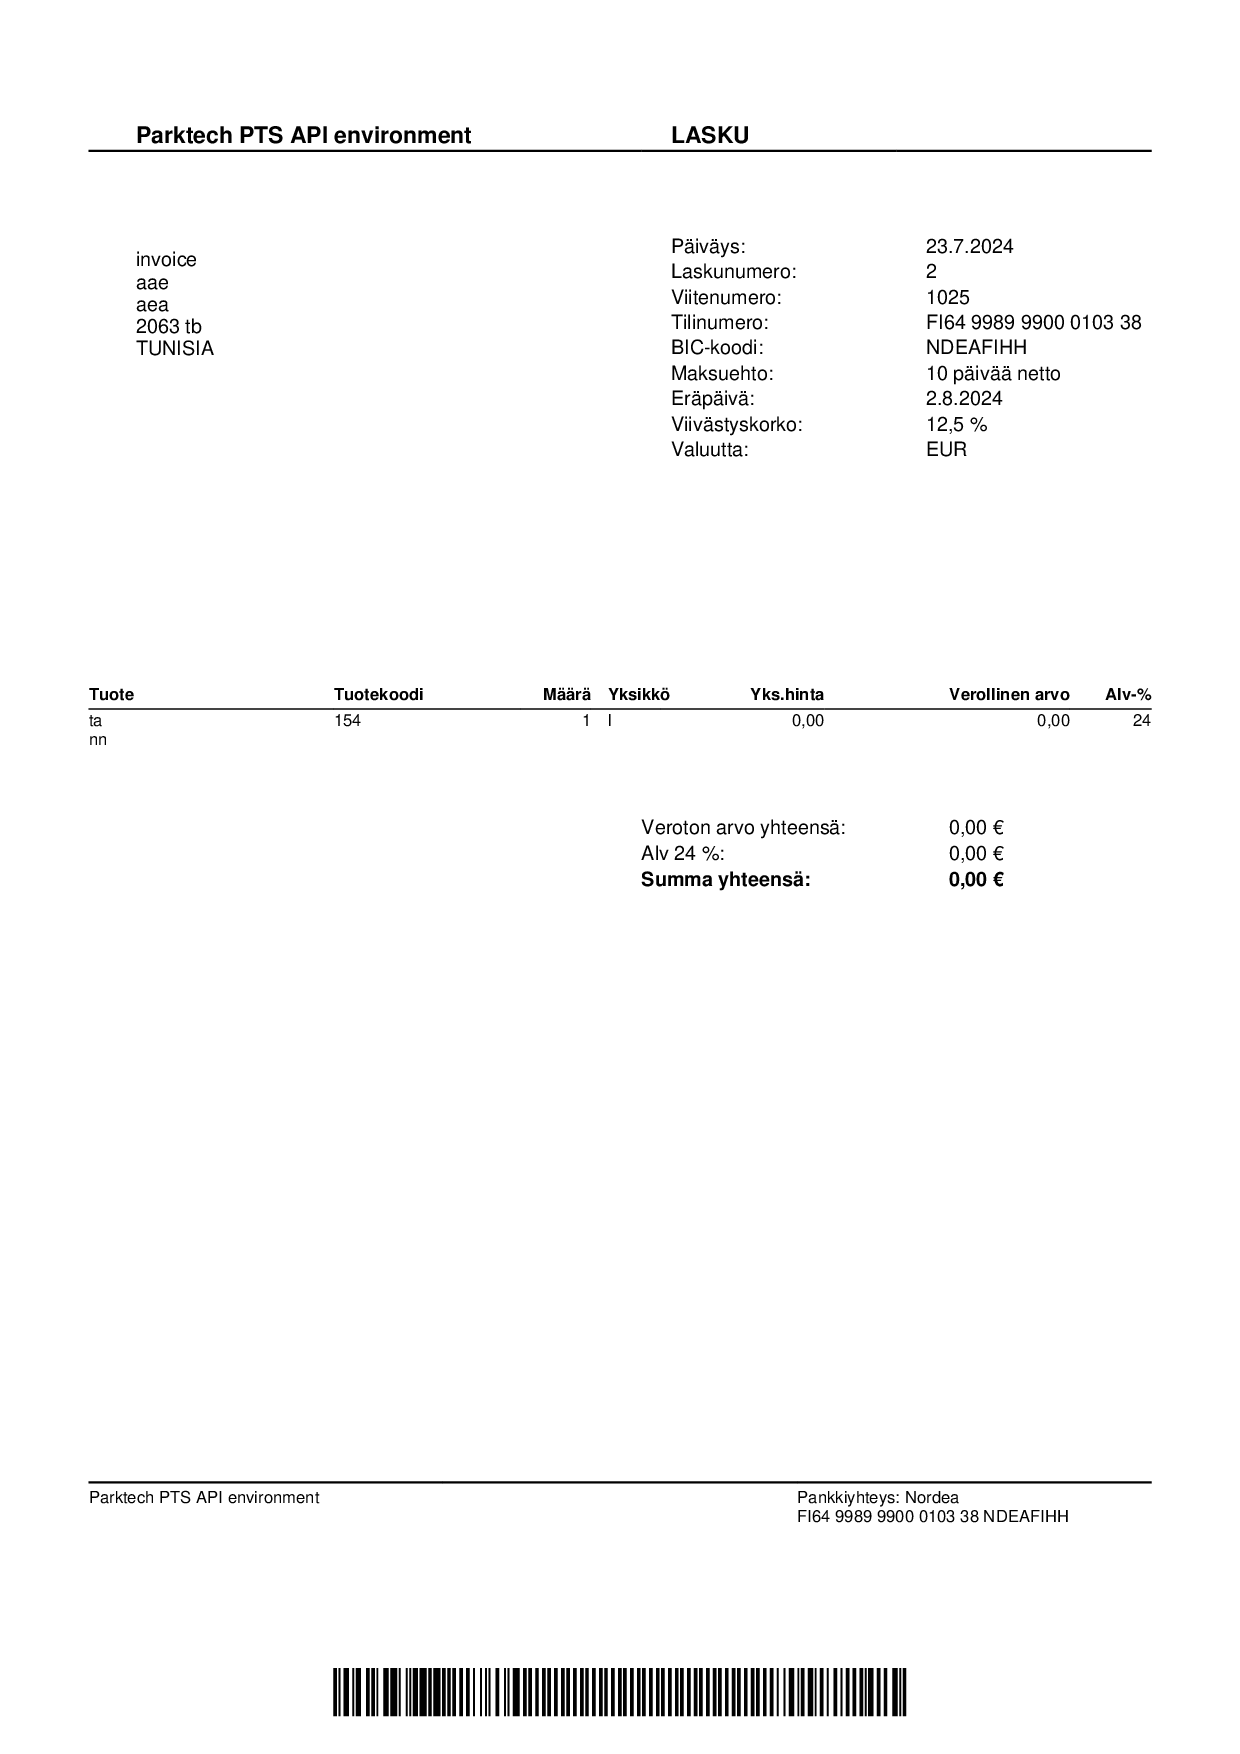 Parktech PTS API environment LASKU
invoice
aae
aea
2063 tb
TUNISIA
Päiväys: 23.7.2024
Laskunumero: 2
Viitenumero: 1025
Tilinumero: FI64 9989 9900 0103 38
BIC-koodi: NDEAFIHH
Maksuehto: 10 päivää netto
Eräpäivä: 2.8.2024
Viivästyskorko: 12,5 %
Valuutta: EUR
Tuote Tuotekoodi Määrä Yksikkö Yks.hinta Verollinen arvo Alv-%
ta 154 1 l 0,00 0,00 24
nn
Veroton arvo yhteensä: 0,00 €
Alv 24 %: 0,00 €
Summa yhteensä: 0,00 €
Parktech PTS API environment
Pankkiyhteys: Nordea
FI64 9989 9900 0103 38 NDEAFIHH